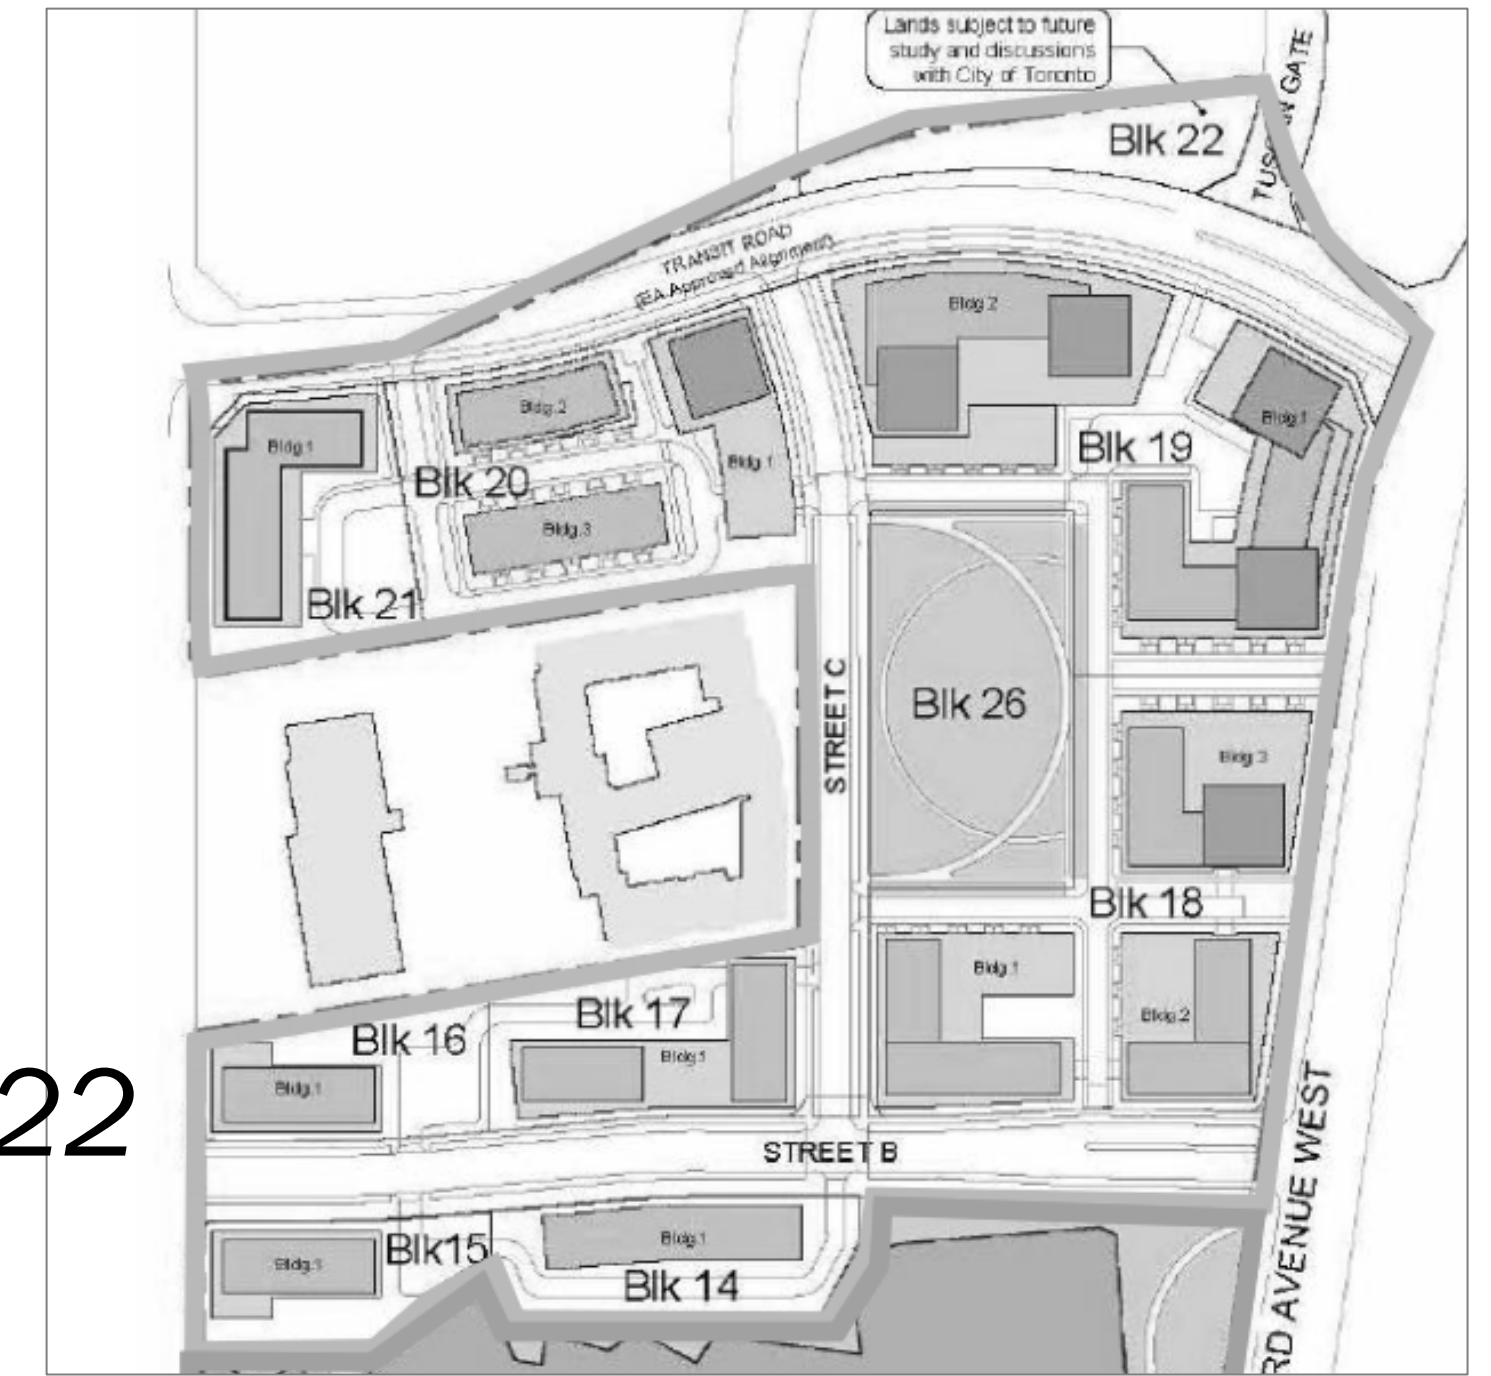 Lands subject to future
study and discussions
with City of Toronto
Blk 22
GATE
TRANSIT ROAD
(EA Approved Alignment)
Bldg.2
Bldg.2
Bldg.1
Bldg.1
Blk 19
Bldg.1
Blk 20
Bldg.3
Blk 21
STREET C
Blk 26
Bldg.3
Blk 18
Bldg.1
Bldg.2
Blk 17
Blk 16
Bldg.1
Bldg.1
22
STREET B
RD AVENUE WEST
Blk15
Bldg.1
Blk 14